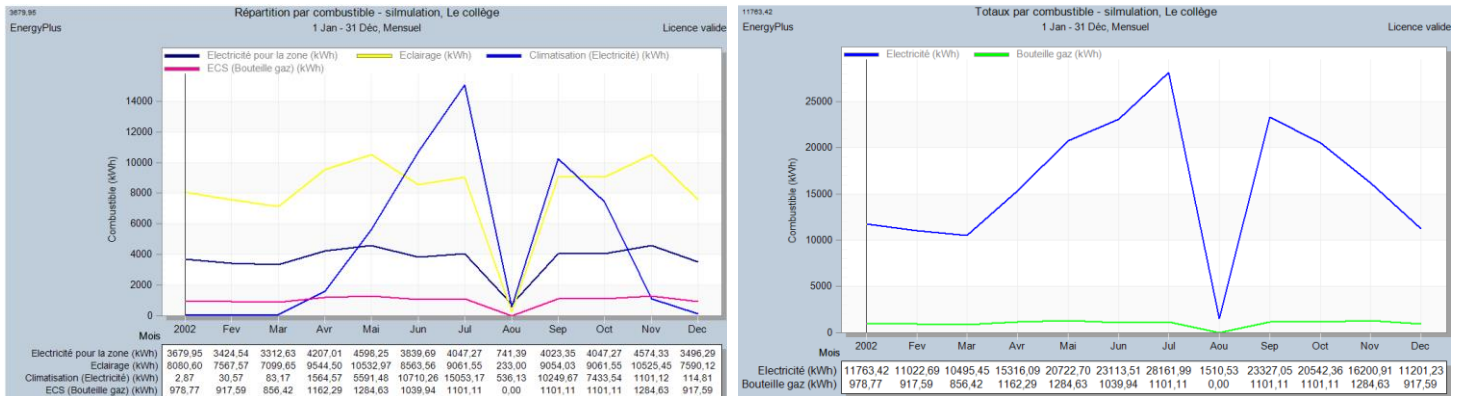 3679,95
Répartition par combustible - silmulation, Le collège
EnergyPlus
1 Jan - 31 Déc, Mensuel
Licence valide
Electricité pour la zone (kWh) Eclairage (kWh) Climatisation (Electricité) (kWh)
ECS (Bouteille gaz) (kWh)
Combustible (kWh)
14000
12000
10000
8000
6000
4000
2000
0
2002 Fev Mar Avr Mai Jun Jul Aou Sep Oct Nov Dec
Mois
Electricité pour la zone (kWh) 3679,95 3424,54 3312,63 4207,01 4598,25 3839,69 4047,27 741,39 4023,35 4047,27 4574,33 3496,29
Eclairage (kWh) 8080,60 7567,57 7099,65 9544,50 10532,97 8563,56 9061,55 233,00 9054,03 9061,55 10525,45 7590,12
Climatisation (Electricité) (kWh) 2,87 30,57 83,17 1564,57 5591,48 10710,26 15053,17 536,13 10249,67 7433,54 1101,12 114,81
ECS (Bouteille gaz) (kWh) 978,77 917,59 856,42 1162,29 1284,63 1039,94 1101,11 0,00 1101,11 1101,11 1284,63 917,59
11763,42
Totaux par combustible - silmulation, Le collège
EnergyPlus
1 Jan - 31 Déc, Mensuel
Licence valide
Electricité (kWh) Bouteille gaz (kWh)
Combustible (kWh)
25000
20000
15000
10000
5000
0
2002 Fev Mar Avr Mai Jun Jul Aou Sep Oct Nov Dec
Mois
Electricité (kWh) 11763,42 11022,69 10495,45 15316,09 20722,70 23113,51 28161,99 1510,53 23327,05 20542,36 16200,91 11201,23
Bouteille gaz (kWh) 978,77 917,59 856,42 1162,29 1284,63 1039,94 1101,11 0,00 1101,11 1101,11 1284,63 917,59